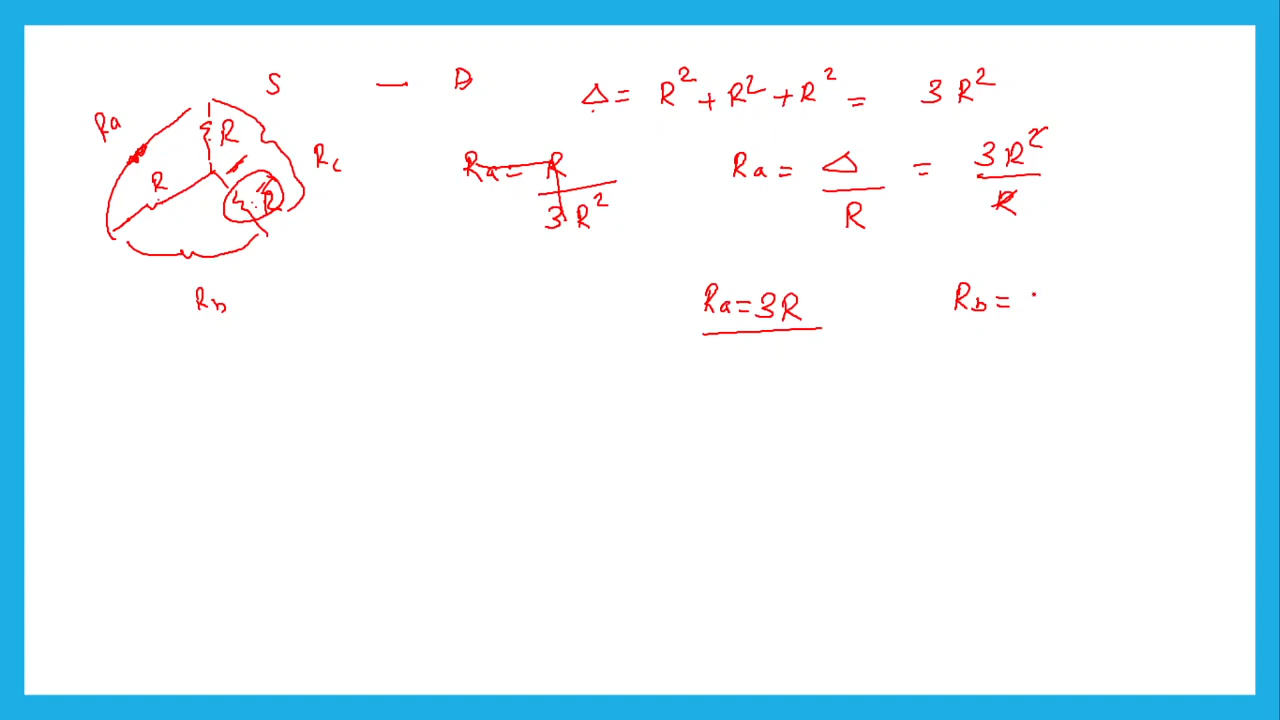 S — D
Δ = R² + R² + R² = 3R²
Ra
R
Rc
R
R
Ra = R / 3R²
Ra = Δ / R = 3R² / R
Rb
Ra = 3R
Rb =